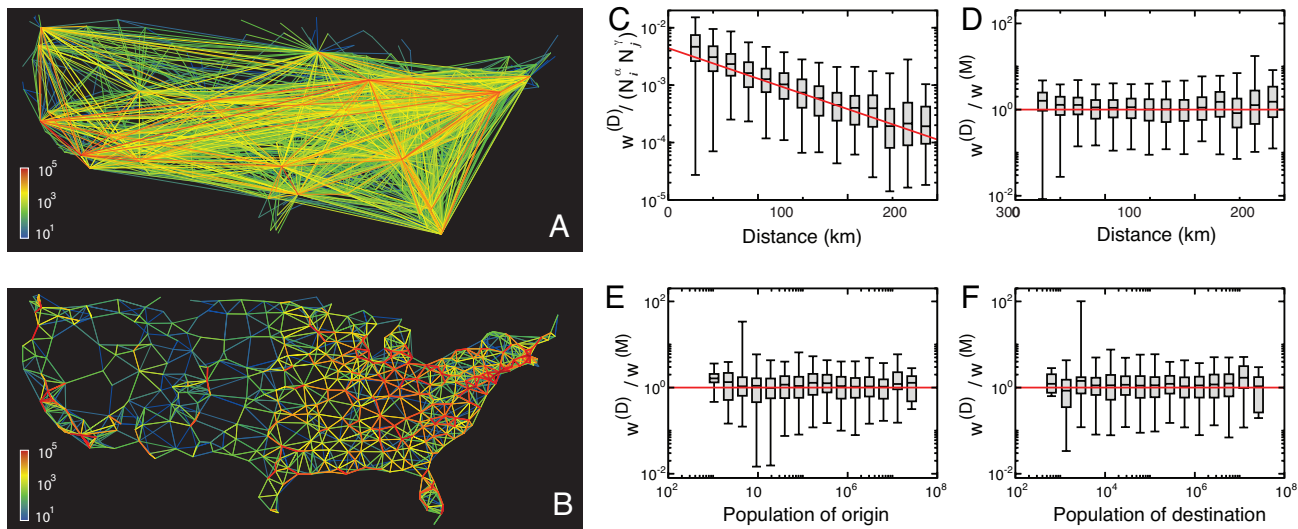 A
10^5
10^3
10^1
B
10^5
10^3
10^1
C
w^(D) / (N_i^α N_j^γ)
10^-2
10^-3
10^-4
10^-5
0 100 200
Distance (km)
D
w^(D) / w^(M)
10^2
10^0
10^-2
300 100 200
Distance (km)
E
w^(D) / w^(M)
10^2
10^0
10^-2
10^2 10 10^6 10^8
Population of origin
F
w^(D) / w^(M)
10^2
10^0
10^-2
10^2 10^4 10^6 10^8
Population of destination